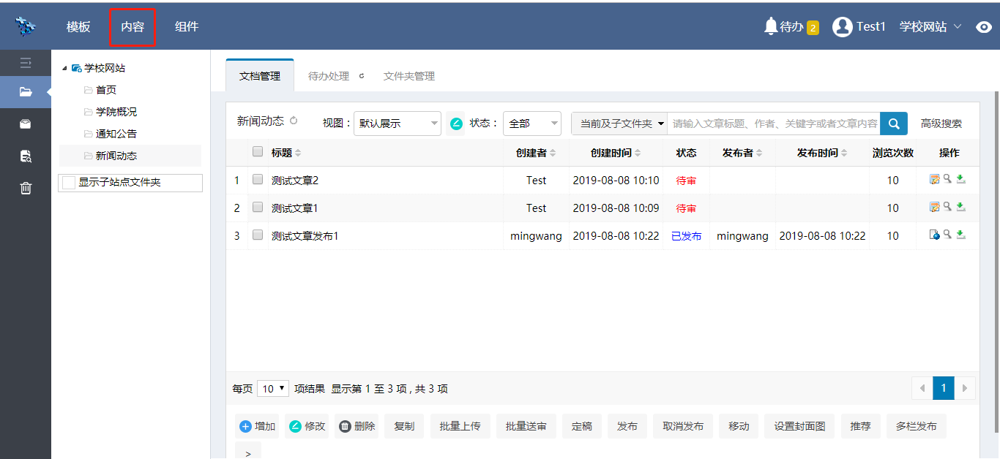 模板 内容 组件 待办 2 Test1 学校网站
学校网站
首页
学院概况
通知公告
新闻动态
显示子站点文件夹
文档管理 待办处理 文件夹管理
新闻动态 视图： 默认展示 状态： 全部 当前及子文件夹 请输入文章标题、作者、关键字或者文章内容 高级搜索
标题 创建者 创建时间 状态 发布者 发布时间 浏览次数 操作
1 测试文章2 Test 2019-08-08 10:10 待审 10
2 测试文章1 Test 2019-08-08 10:09 待审 10
3 测试文章发布1 mingwang 2019-08-08 10:22 已发布 mingwang 2019-08-08 10:22 10
每页 10 项结果 显示第 1 至 3 项 , 共 3 项 1
增加 修改 删除 复制 批量上传 批量送审 定稿 发布 取消发布 移动 设置封面图 推荐 多栏发布
>